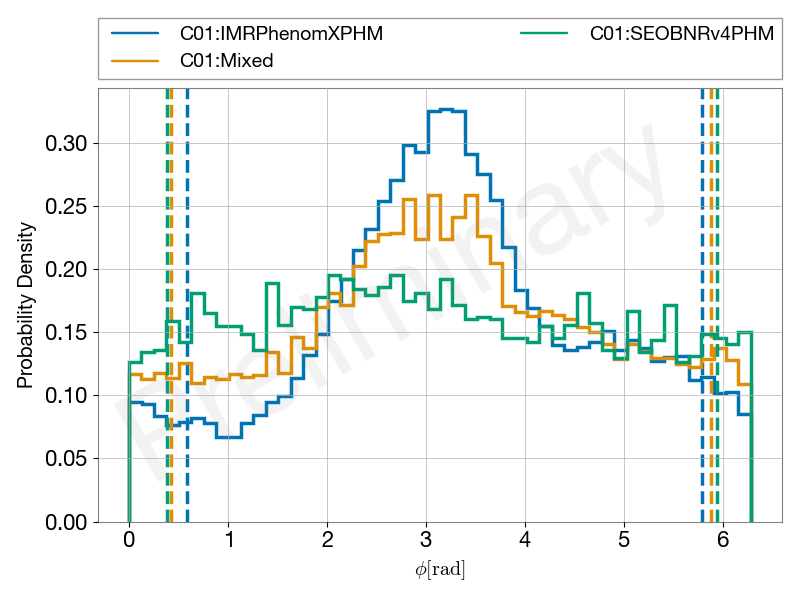 C01:IMRPhenomXPHM
C01:Mixed
C01:SEOBNRv4PHM
Preliminary
Probability Density
0.30
0.25
0.20
0.15
0.10
0.05
0.00
0 1 2 3 4 5 6
ϕ[rad]